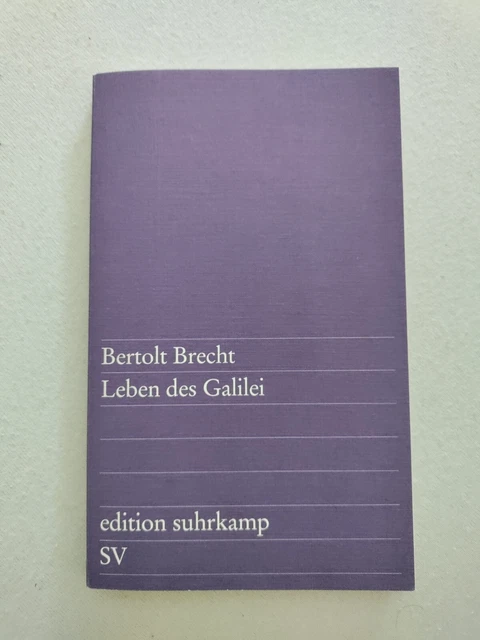 Bertolt Brecht
Leben des Galilei
edition suhrkamp
SV